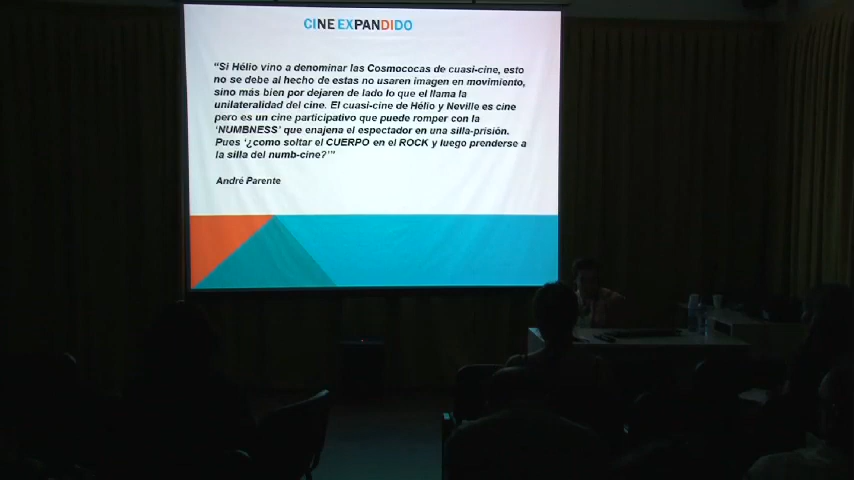 CINE EXPANDIDO
“Si Hélio vino a denominar las Cosmococas de cuasi-cine, esto
no se debe al hecho de estas no usaren imagen en movimiento,
sino más bien por dejaren de lado lo que el llama la
unilateralidad del cine. El cuasi-cine de Hélio y Neville es cine
pero es un cine participativo que puede romper con la
‘NUMBNESS’ que enajena el espectador en una silla-prisión.
Pues ‘¿como soltar el CUERPO en el ROCK y luego prenderse a
la silla del numb-cine?’”
André Parente